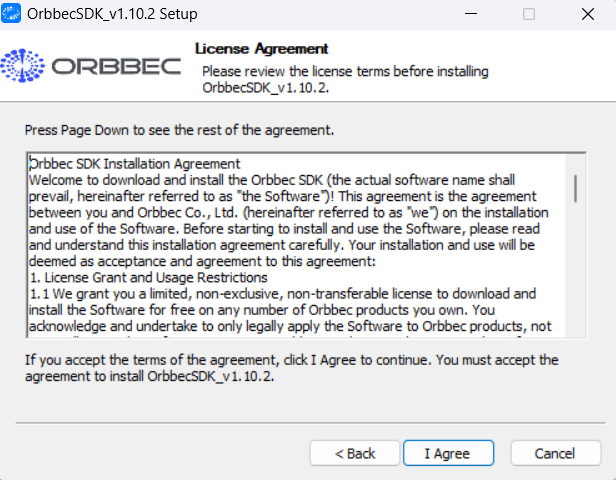 OrbbecSDK_v1.10.2 Setup
ORBBEC
License Agreement
Please review the license terms before installing
OrbbecSDK_v1.10.2.
Press Page Down to see the rest of the agreement.
Orbbec SDK Installation Agreement
Welcome to download and install the Orbbec SDK (the actual software name shall
prevail, hereinafter referred to as "the Software")! This agreement is the agreement
between you and Orbbec Co., Ltd. (hereinafter referred to as "we") on the installation
and use of the Software. Before starting to install and use the Software, please read
and understand this installation agreement carefully. Your installation and use will be
deemed as acceptance and agreement to this agreement:
1. License Grant and Usage Restrictions
1.1 We grant you a limited, non-exclusive, non-transferable license to download and
install the Software for free on any number of Orbbec products you own. You
acknowledge and undertake to only legally apply the Software to Orbbec products, not
If you accept the terms of the agreement, click I Agree to continue. You must accept the
agreement to install OrbbecSDK_v1.10.2.
< Back
I Agree
Cancel